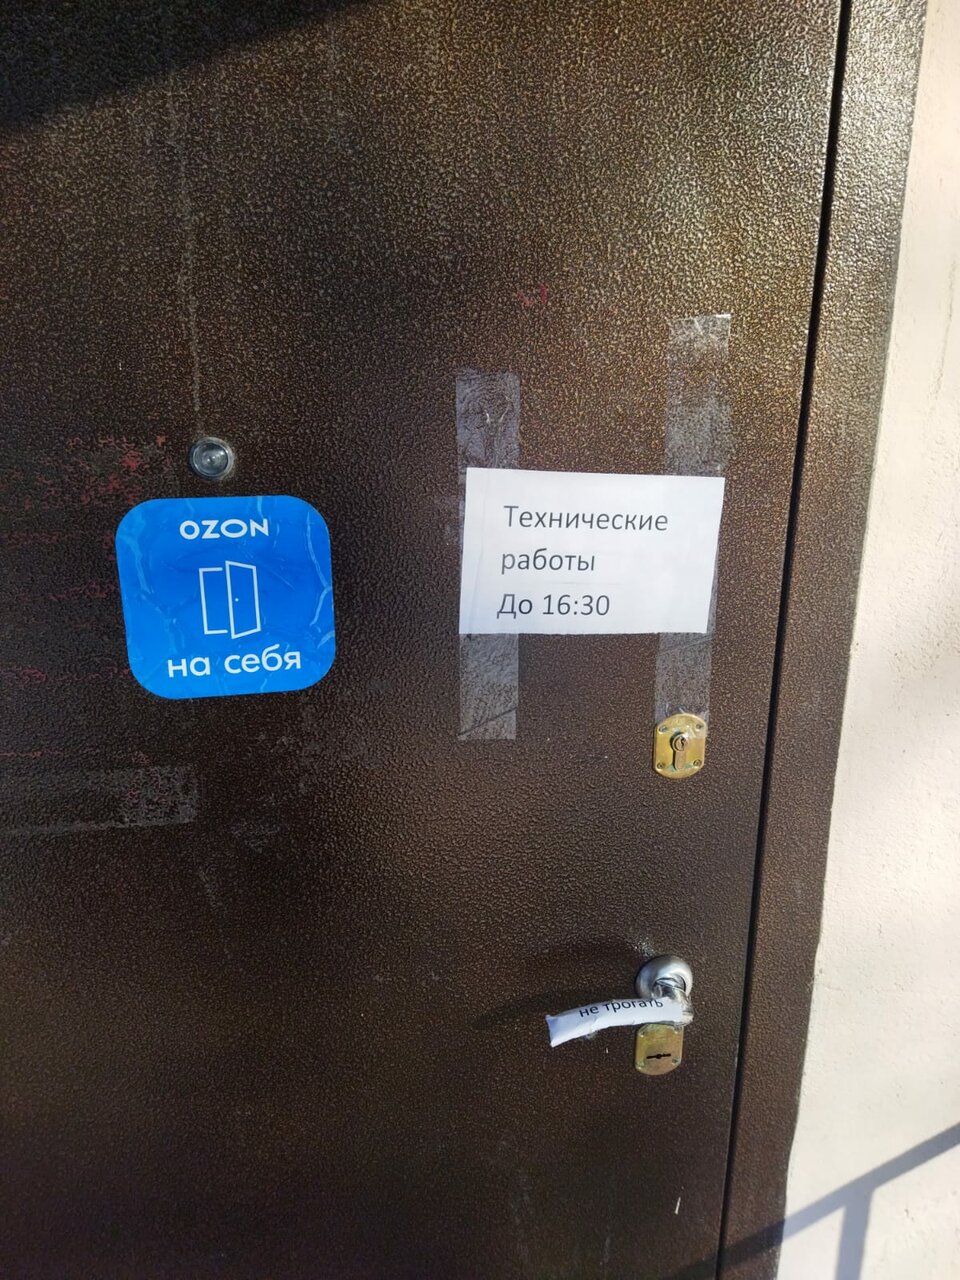 OZON
на себя
Технические
работы
До 16:30
не трогать